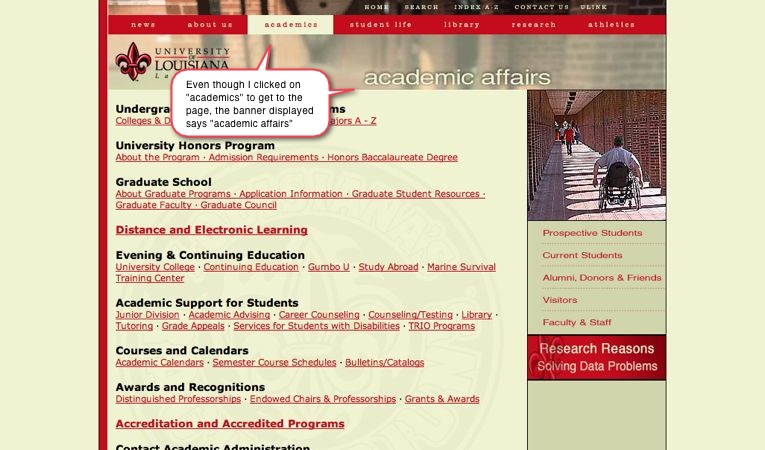 HOME SEARCH INDEX A-Z CONTACT US ULINK
news about us academics student life library research athletics
UNIVERSITY
OF
LOUISIANA
academic affairs
Even though I clicked on
"academics" to get to the
page, the banner displayed
says "academic affairs"
Colleges & ajors A - Z
University Honors Program
About the Program · Admission Requirements · Honors Baccalaureate Degree
Graduate School
About Graduate Programs · Application Information · Graduate Student Resources ·
Graduate Faculty · Graduate Council
Distance and Electronic Learning
Evening & Continuing Education
University College · Continuing Education · Gumbo U · Study Abroad · Marine Survival
Training Center
Academic Support for Students
Junior Division · Academic Advising · Career Counseling · Counseling/Testing · Library ·
Tutoring · Grade Appeals · Services for Students with Disabilities · TRIO Programs
Courses and Calendars
Academic Calendars · Semester Course Schedules · Bulletins/Catalogs
Awards and Recognitions
Distinguished Professorships · Endowed Chairs & Professorships · Grants & Awards
Accreditation and Accredited Programs
Contact Academic Administration
Prospective Students
Current Students
Alumni, Donors & Friends
Visitors
Faculty & Staff
Research Reasons
Solving Data Problems